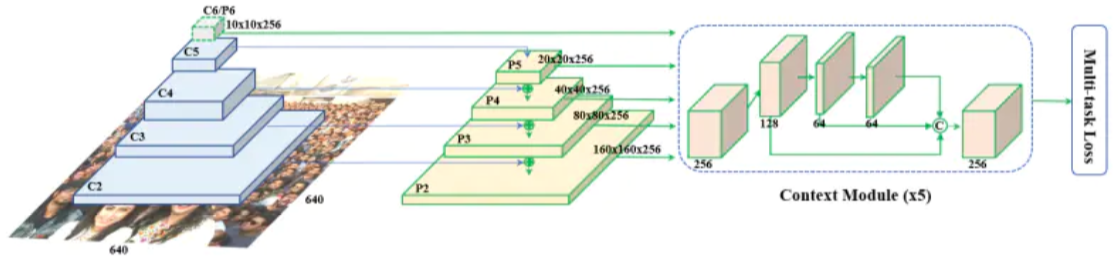 C6/P6
10x10x256
C5
C4
C3
C2
640
640
P5
20x20x256
P4
40x40x256
P3
80x80x256
P2
160x160x256
256
128
64
64
C
256
Context Module (x5)
Multi-task Loss